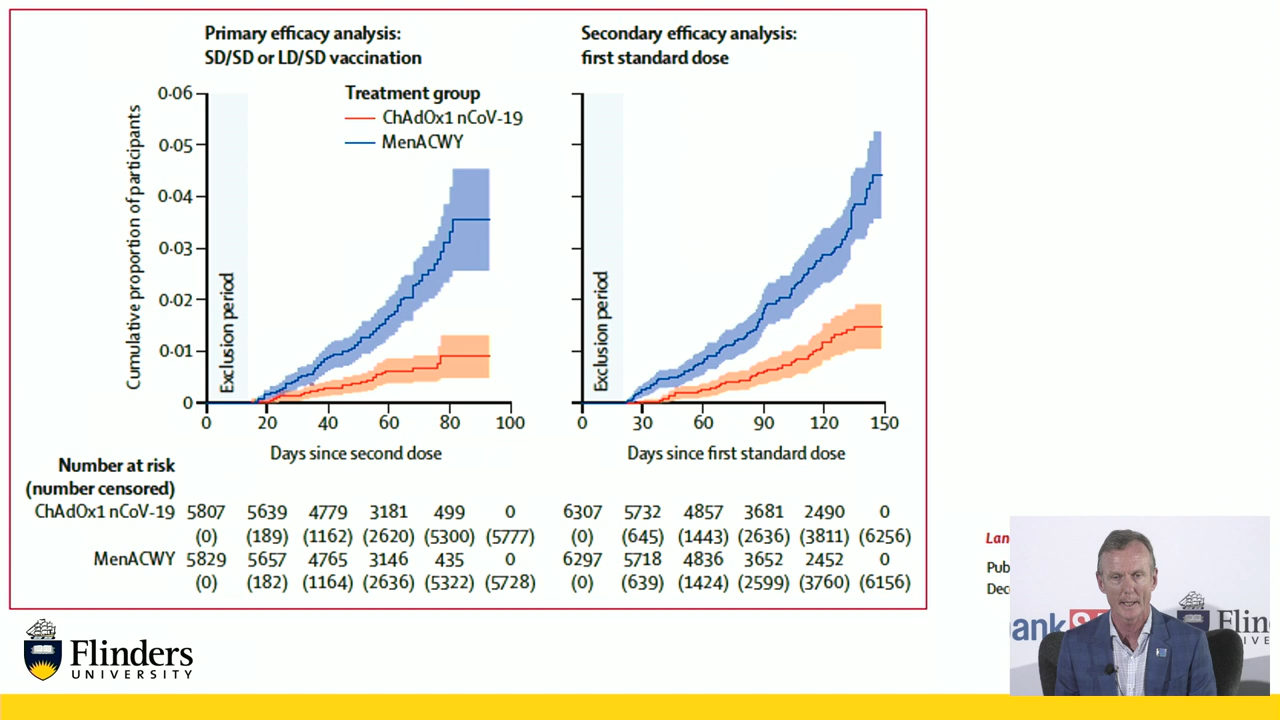 Primary efficacy analysis:
SD/SD or LD/SD vaccination
Secondary efficacy analysis:
first standard dose
Treatment group
ChAdOx1 nCoV-19
MenACWY
Cumulative proportion of participants
0·06
0·05
0·04
0·03
0·02
0·01
0
Exclusion period
Exclusion period
0 20 40 60 80 100
0 30 60 90 120 150
Days since second dose
Days since first standard dose
Number at risk
(number censored)
ChAdOx1 nCoV-19 5807 5639 4779 3181 499 0 6307 5732 4857 3681 2490 0
(0) (189) (1162) (2620) (5300) (5777) (0) (645) (1443) (2636) (3811) (6256)
MenACWY 5829 5657 4765 3146 435 0 6297 5718 4836 3652 2452 0
(0) (182) (1164) (2636) (5322) (5728) (0) (639) (1424) (2599) (3760) (6156)
Lan
Pub
Dec
ank
Flin
Flinders
UNIVERSITY